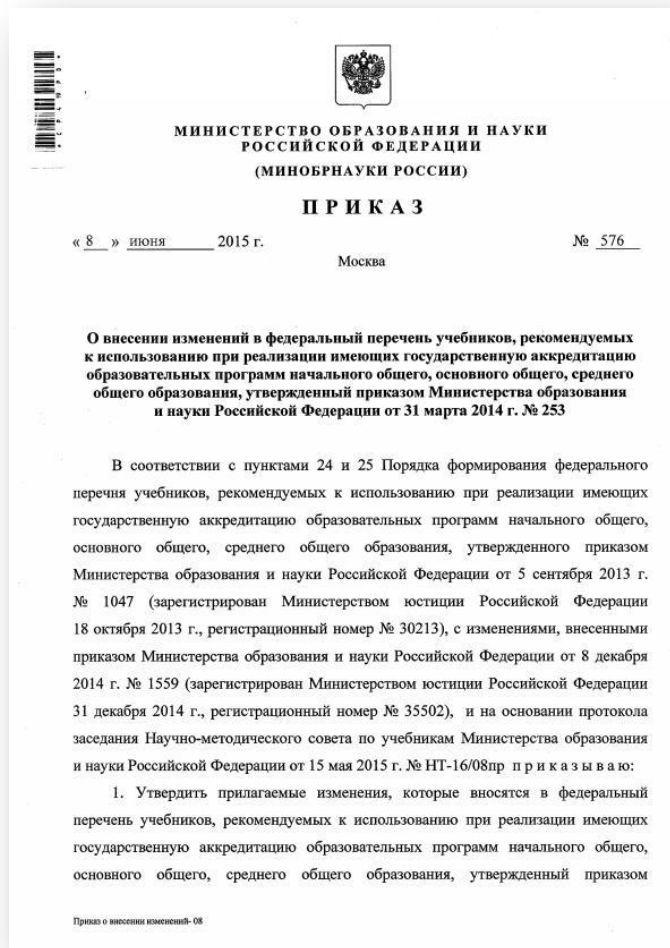 МИНИСТЕРСТВО ОБРАЗОВАНИЯ И НАУКИ
РОССИЙСКОЙ ФЕДЕРАЦИИ
(МИНОБРНАУКИ РОССИИ)
ПРИКАЗ
« 8 » июня 2015 г. № 576
Москва
О внесении изменений в федеральный перечень учебников, рекомендуемых
к использованию при реализации имеющих государственную аккредитацию
образовательных программ начального общего, основного общего, среднего
общего образования, утвержденный приказом Министерства образования
и науки Российской Федерации от 31 марта 2014 г. № 253
В соответствии с пунктами 24 и 25 Порядка формирования федерального
перечня учебников, рекомендуемых к использованию при реализации имеющих
государственную аккредитацию образовательных программ начального общего,
основного общего, среднего общего образования, утвержденного приказом
Министерства образования и науки Российской Федерации от 5 сентября 2013 г.
№ 1047 (зарегистрирован Министерством юстиции Российской Федерации
18 октября 2013 г., регистрационный номер № 30213), с изменениями, внесенными
приказом Министерства образования и науки Российской Федерации от 8 декабря
2014 г. № 1559 (зарегистрирован Министерством юстиции Российской Федерации
31 декабря 2014 г., регистрационный номер № 35502), и на основании протокола
заседания Научно-методического совета по учебникам Министерства образования
и науки Российской Федерации от 15 мая 2015 г. № НТ-16/08пр п р и к а з ы в а ю:
1. Утвердить прилагаемые изменения, которые вносятся в федеральный
перечень учебников, рекомендуемых к использованию при реализации имеющих
государственную аккредитацию образовательных программ начального общего,
основного общего, среднего общего образования, утвержденный приказом
Приказ о внесении изменений- 08